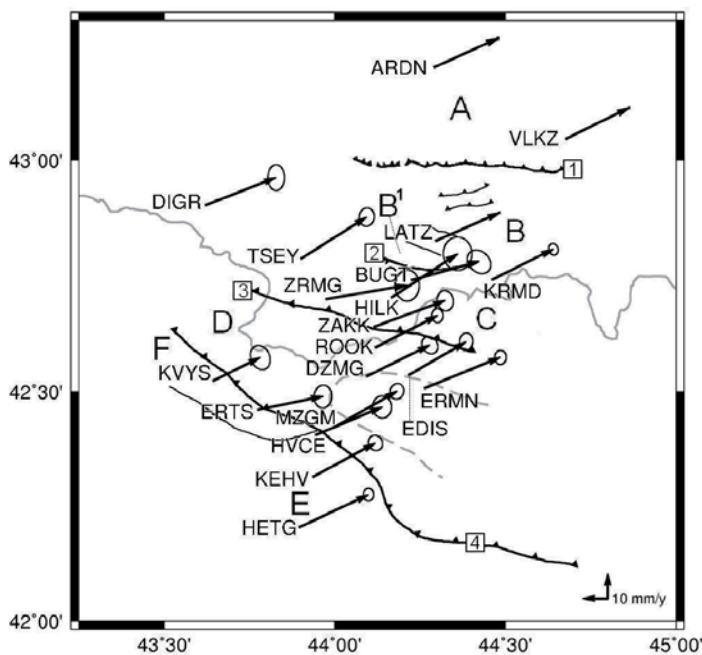 ARDN
A
VLKZ
43°00'
1
DIGR
B¹
LATZ
B
TSEY
2
BUGT
ZRMG
KRMD
3
HILK
ZAKK
C
D
ROOK
F
DZMG
KVYS
42°30'
ERMN
ERTS
MZGM
EDIS
HVCE
KEHV
E
HETG
4
10 mm/y
42°00'
43°30' 44°00' 44°30' 45°00'